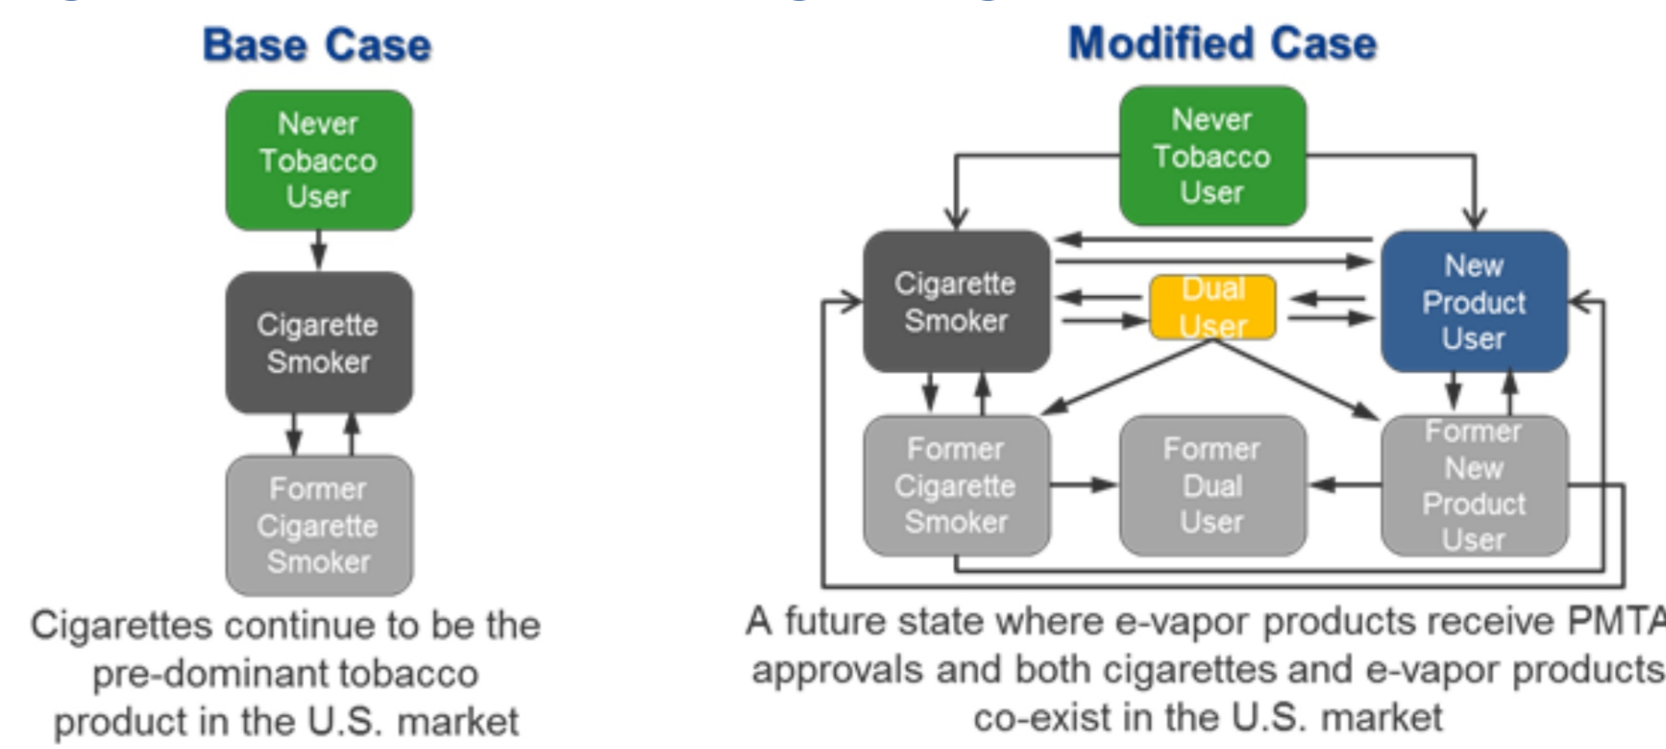 Base Case
Never
Tobacco
User
Cigarette
Smoker
Former
Cigarette
Smoker
Cigarettes continue to be the
pre-dominant tobacco
product in the U.S. market
Modified Case
Never
Tobacco
User
Cigarette
Smoker
Dual
User
New
Product
User
Former
Cigarette
Smoker
Former
Dual
User
Former
New
Product
User
A future state where e-vapor products receive PMTA
approvals and both cigarettes and e-vapor products
co-exist in the U.S. market